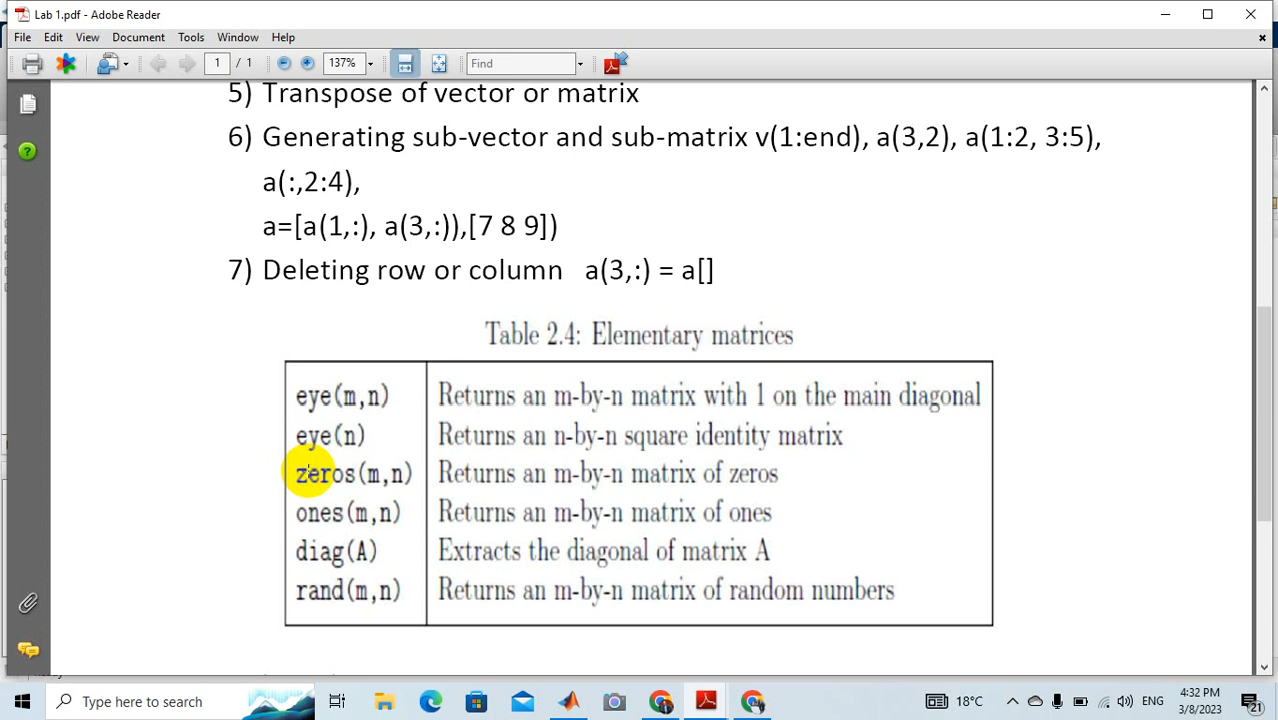 Lab 1.pdf - Adobe Reader
File Edit View Document Tools Window Help
1 / 1 137% Find
5) Transpose of vector or matrix
6) Generating sub-vector and sub-matrix v(1:end), a(3,2), a(1:2, 3:5),
a(:,2:4),
a=[a(1,:), a(3,:)),[7 8 9])
7) Deleting row or column a(3,:) = a[]
Table 2.4: Elementary matrices
eye(m,n) Returns an m-by-n matrix with 1 on the main diagonal
eye(n) Returns an n-by-n square identity matrix
zeros(m,n) Returns an m-by-n matrix of zeros
ones(m,n) Returns an m-by-n matrix of ones
diag(A) Extracts the diagonal of matrix A
rand(m,n) Returns an m-by-n matrix of random numbers
Type here to search 18°C ENG 4:32 PM
3/8/2023 21